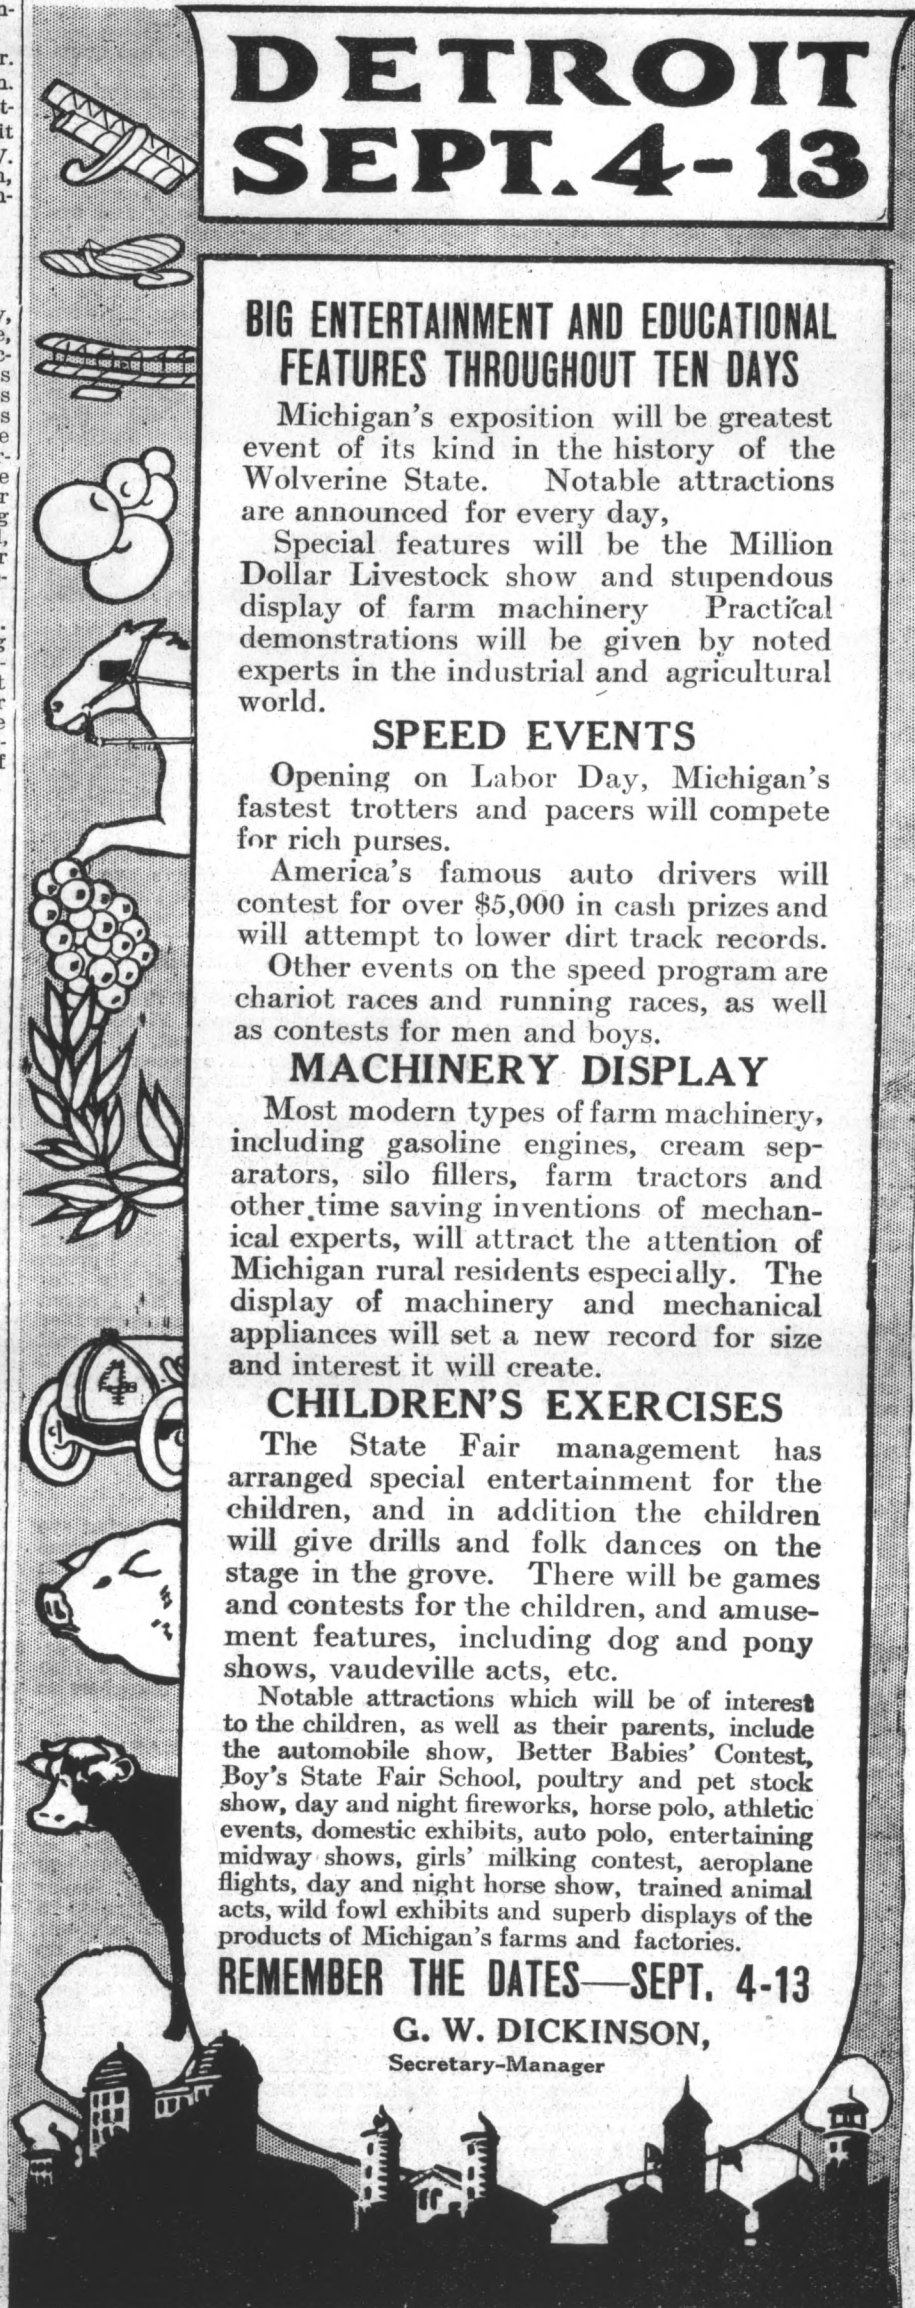 DETROIT
SEPT. 4-13
BIG ENTERTAINMENT AND EDUCATIONAL
FEATURES THROUGHOUT TEN DAYS
Michigan's exposition will be greatest
event of its kind in the history of the
Wolverine State. Notable attractions
are announced for every day,
Special features will be the Million
Dollar Livestock show and stupendous
display of farm machinery Practical
demonstrations will be given by noted
experts in the industrial and agricultural
world.
SPEED EVENTS
Opening on Labor Day, Michigan's
fastest trotters and pacers will compete
for rich purses.
America's famous auto drivers will
contest for over $5,000 in cash prizes and
will attempt to lower dirt track records.
Other events on the speed program are
chariot races and running races, as well
as contests for men and boys.
MACHINERY DISPLAY
Most modern types of farm machinery,
including gasoline engines, cream sep-
arators, silo fillers, farm tractors and
other time saving inventions of mechan-
ical experts, will attract the attention of
Michigan rural residents especially. The
display of machinery and mechanical
appliances will set a new record for size
and interest it will create.
CHILDREN'S EXERCISES
The State Fair management has
arranged special entertainment for the
children, and in addition the children
will give drills and folk dances on the
stage in the grove. There will be games
and contests for the children, and amuse-
ment features, including dog and pony
shows, vaudeville acts, etc.
Notable attractions which will be of interest
to the children, as well as their parents, include
the automobile show, Better Babies' Contest,
Boy's State Fair School, poultry and pet stock
show, day and night fireworks, horse polo, athletic
events, domestic exhibits, auto polo, entertaining
midway shows, girls' milking contest, aeroplane
flights, day and night horse show, trained animal
acts, wild fowl exhibits and superb displays of the
products of Michigan's farms and factories.
REMEMBER THE DATES—SEPT. 4-13
G. W. DICKINSON,
Secretary-Manager
4